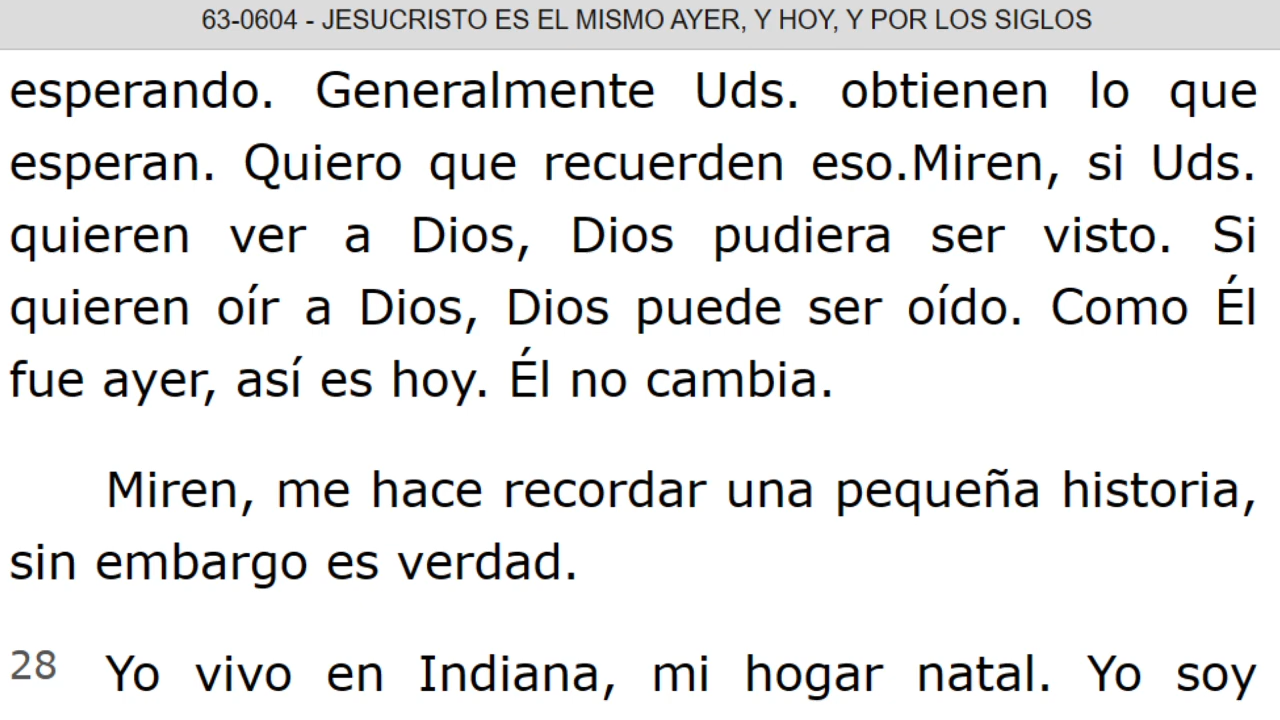 63-0604 - JESUCRISTO ES EL MISMO AYER, Y HOY, Y POR LOS SIGLOS
esperando. Generalmente Uds. obtienen lo que
esperan. Quiero que recuerden eso.Miren, si Uds.
quieren ver a Dios, Dios pudiera ser visto. Si
quieren oír a Dios, Dios puede ser oído. Como Él
fue ayer, así es hoy. Él no cambia.
Miren, me hace recordar una pequeña historia,
sin embargo es verdad.
28 Yo vivo en Indiana, mi hogar natal. Yo soy